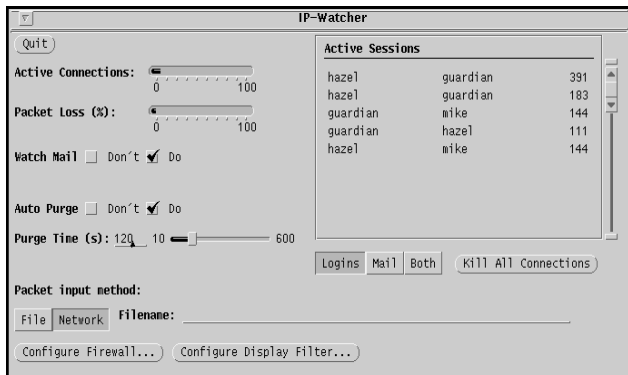 IP-Watcher
Quit
Active Connections:
0 100
Packet Loss (%):
0 100
Watch Mail Don't Do
Auto Purge Don't Do
Purge Time (s): 120 10 600
Active Sessions
hazel guardian 391
hazel guardian 183
guardian mike 144
guardian hazel 111
hazel mike 144
Logins Mail Both Kill All Connections
Packet input method:
File Network Filename:
Configure Firewall... Configure Display Filter...